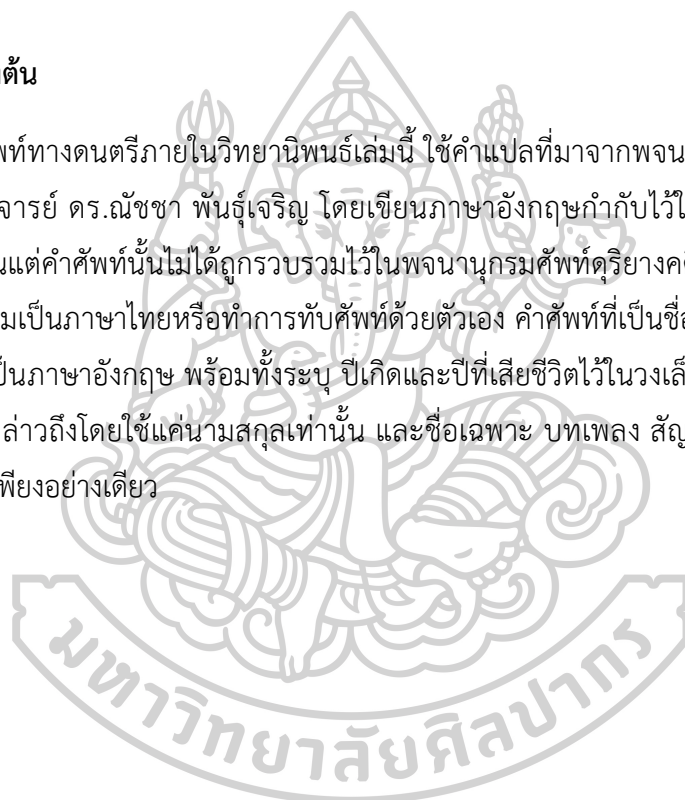 ต้น
พท์ทางดนตรีภายในวิทยานิพนธ์เล่มนี้ ใช้คำแปลที่มาจากพจน
จารย์ ดร.ณัชชา พันธุ์เจริญ โดยเขียนภาษาอังกฤษกำกับไว้ใ
นแต่คำศัพท์นั้นไม่ได้ถูกรวบรวมไว้ในพจนานุกรมศัพท์ดุริยางค
มเป็นภาษาไทยหรือทำการทับศัพท์ด้วยตัวเอง คำศัพท์ที่เป็นชื่อ
ป็นภาษาอังกฤษ พร้อมทั้งระบุ ปีเกิดและปีที่เสียชีวิตไว้ในวงเล็
ล่าวถึงโดยใช้แค่นามสกุลเท่านั้น และชื่อเฉพาะ บทเพลง สัญ
พียงอย่างเดียว
มหาวิทยาลัยศิลปากร